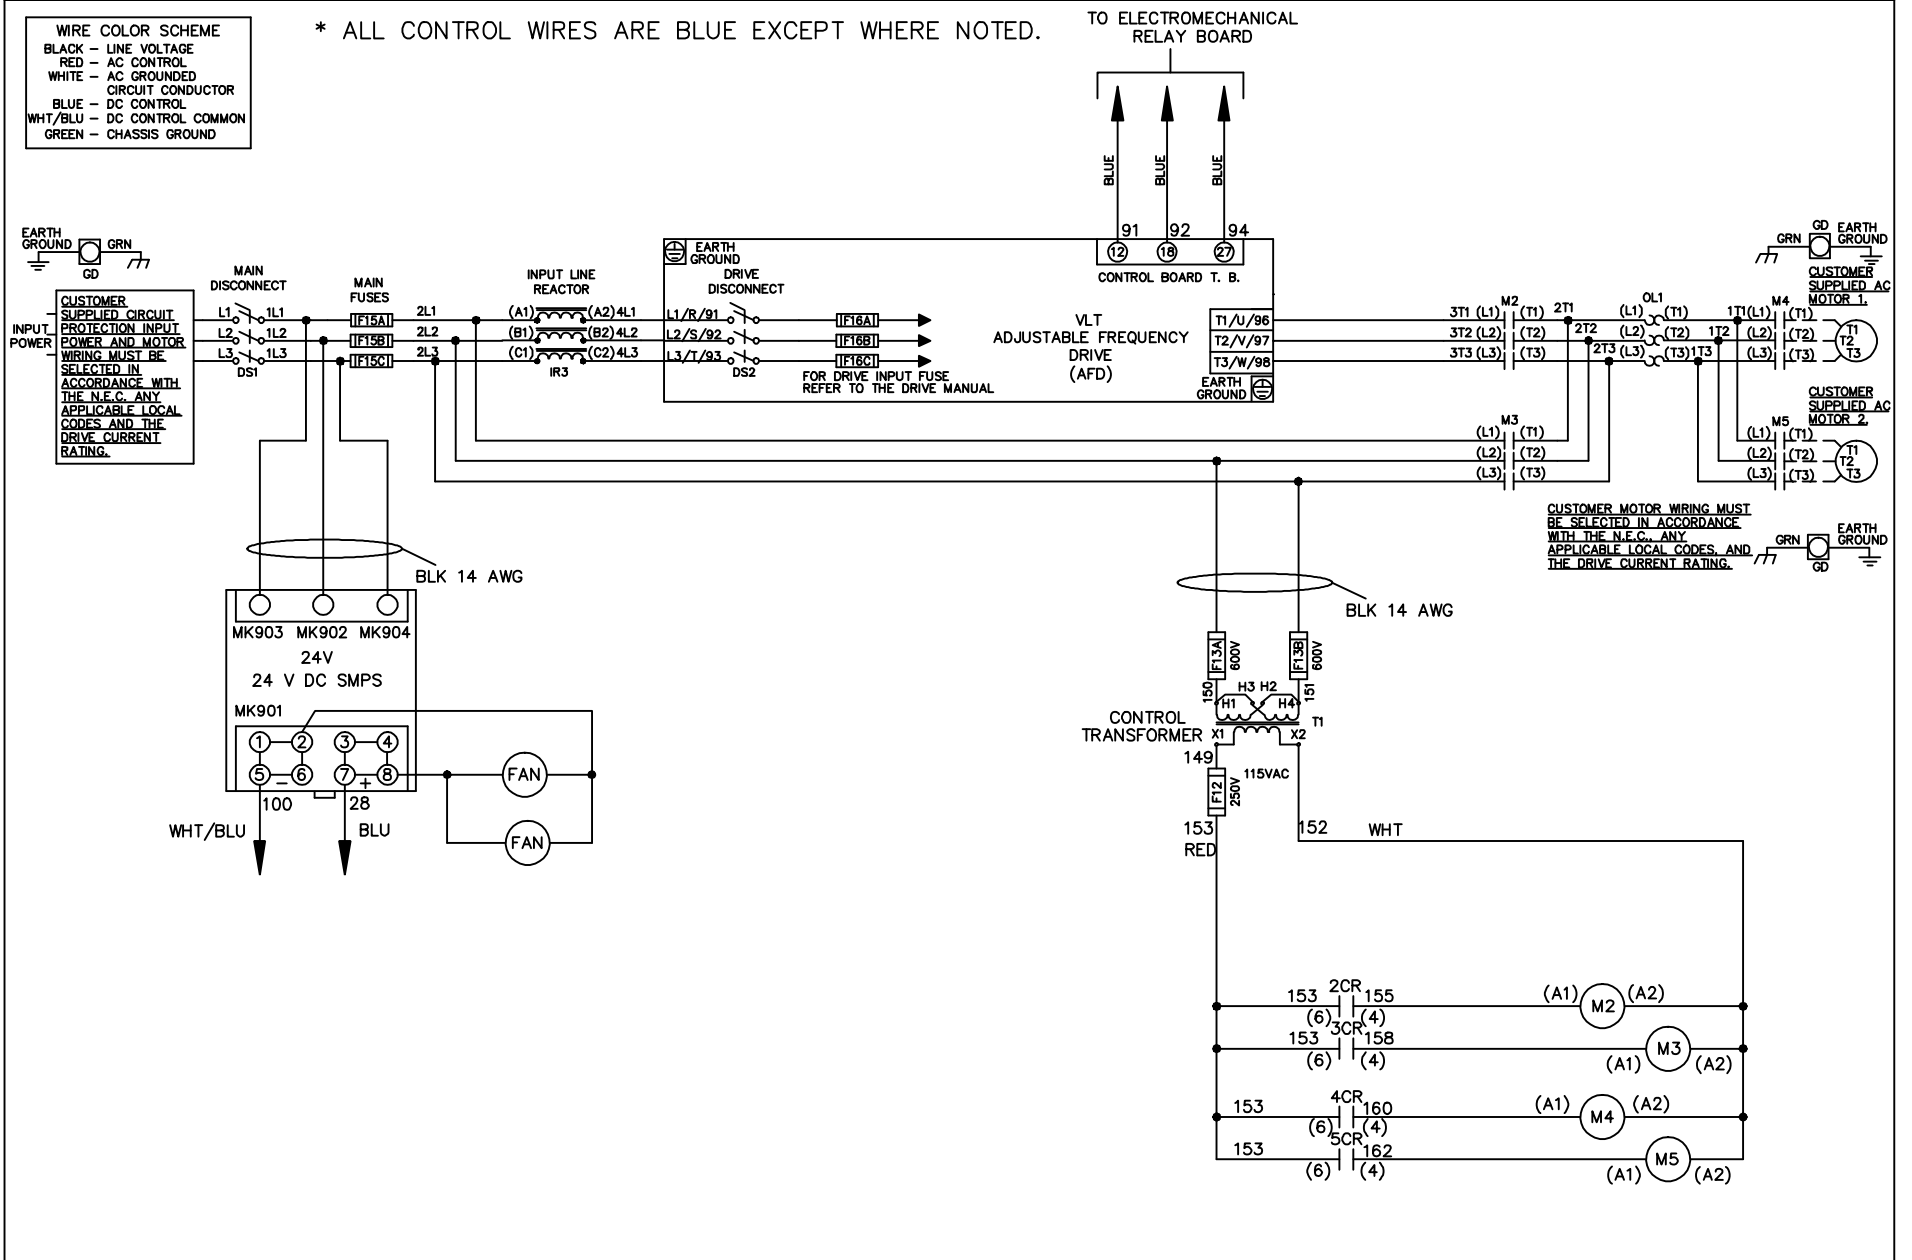 WIRE COLOR SCHEME
BLACK – LINE VOLTAGE
RED – AC CONTROL
WHITE – AC GROUNDED
CIRCUIT CONDUCTOR
BLUE – DC CONTROL
WHT/BLU – DC CONTROL COMMON
GREEN – CHASSIS GROUND
* ALL CONTROL WIRES ARE BLUE EXCEPT WHERE NOTED.
TO ELECTROMECHANICAL
RELAY BOARD
BLUE
BLUE
BLUE
91 92 94
12 18 27
CONTROL BOARD T. B.
EARTH
GROUND
GRN
GD
INPUT
POWER
CUSTOMER
SUPPLIED CIRCUIT
PROTECTION INPUT
POWER AND MOTOR
WIRING MUST BE
SELECTED IN
ACCORDANCE WITH
THE N.E.C. ANY
APPLICABLE LOCAL
CODES AND THE
DRIVE CURRENT
RATING.
MAIN
DISCONNECT
L1 1L1
L2 1L2
L3 1L3
DS1
MAIN
FUSES
F15A
F15B
F15C
2L1
2L2
2L3
INPUT LINE
REACTOR
(A1) (A2) 4L1
(B1) (B2) 4L2
(C1) (C2) 4L3
IR3
EARTH
GROUND
DRIVE
DISCONNECT
L1/R/91
L2/S/92
L3/T/93
DS2
F16A
F16B
F16C
FOR DRIVE INPUT FUSE
REFER TO THE DRIVE MANUAL
VLT
ADJUSTABLE FREQUENCY
DRIVE
(AFD)
T1/U/96
T2/V/97
T3/W/98
EARTH
GROUND
M2
3T1 (L1) (T1) 2T1
3T2 (L2) (T2) 2T2
3T3 (L3) (T3) 2T3
OL1
(L1) (T1) 1T1
(L2) (T2) 1T2
(L3) (T3) 1T3
M4
(L1) (T1)
(L2) (T2)
(L3) (T3)
T1
T2
T3
GD
GRN
EARTH
GROUND
CUSTOMER
SUPPLIED AC
MOTOR 1.
M3
(L1) (T1)
(L2) (T2)
(L3) (T3)
M5
(L1) (T1)
(L2) (T2)
(L3) (T3)
T1
T2
T3
CUSTOMER
SUPPLIED AC
MOTOR 2.
CUSTOMER MOTOR WIRING MUST
BE SELECTED IN ACCORDANCE
WITH THE N.E.C., ANY
APPLICABLE LOCAL CODES, AND
THE DRIVE CURRENT RATING.
GRN
GD
EARTH
GROUND
BLK 14 AWG
MK903 MK902 MK904
24V
24 V DC SMPS
MK901
1 2 3 4
5 – 6 7 + 8
100 28
WHT/BLU
BLU
FAN
FAN
BLK 14 AWG
F13A
600V
F13B
600V
150
151
H3 H2
H1 H4
T1
CONTROL
TRANSFORMER
X1 X2
149
115VAC
F12
250V
153
RED
152
WHT
2CR
153 155
(6) (4)
(A1) M2 (A2)
3CR
153 158
(6) (4)
(A1) M3 (A2)
4CR
153 160
(6) (4)
(A1) M4 (A2)
5CR
153 162
(6) (4)
(A1) M5 (A2)